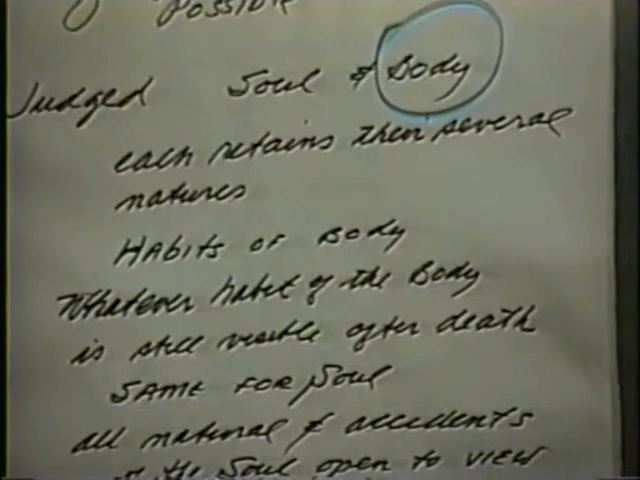 Possible
Judged Soul & Body
each retains their several
natures
HABITS OF BODY
Whatever habit of the Body
is still visible after death
SAME FOR Soul
all natural & accidents
of the Soul open to VIEW